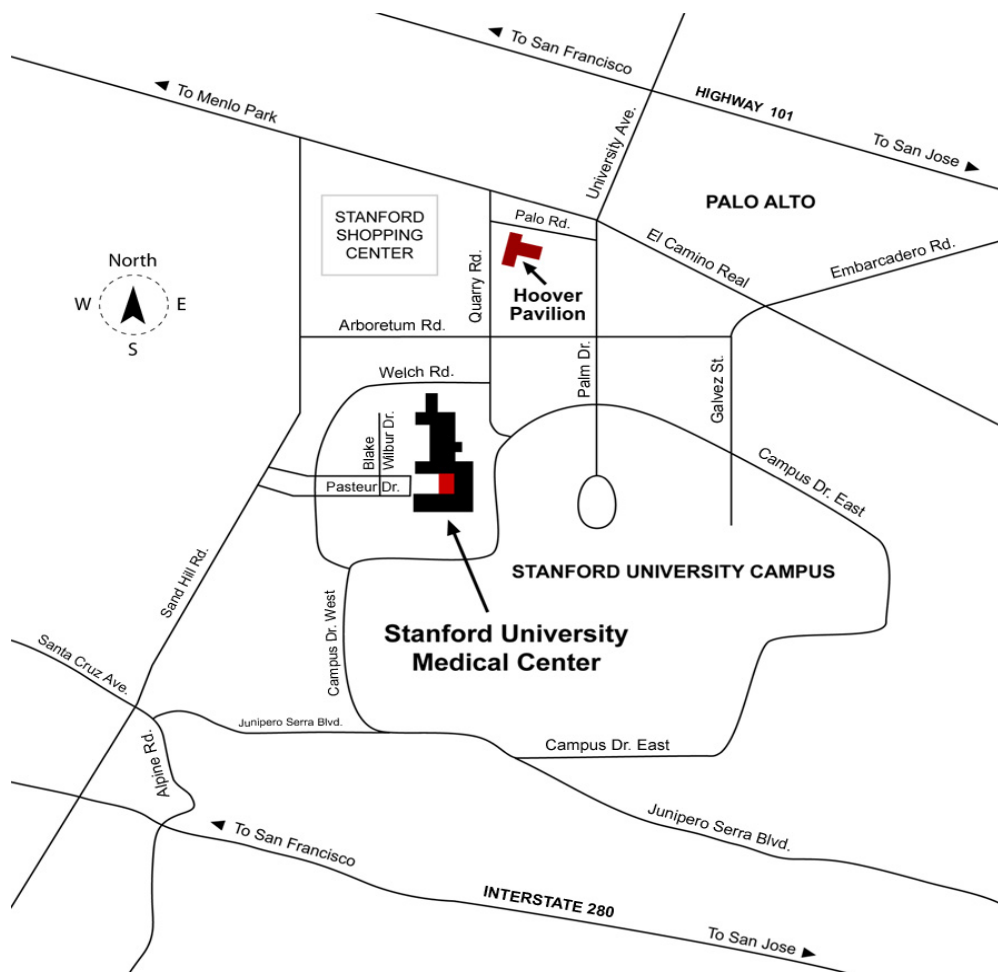 To San Francisco
HIGHWAY 101
To San Jose
To Menlo Park
University Ave.
PALO ALTO
STANFORD
SHOPPING
CENTER
Palo Rd.
El Camino Real
Embarcadero Rd.
North
W
E
S
Quarry Rd.
Hoover
Pavilion
Arboretum Rd.
Palm Dr.
Galvez St.
Welch Rd.
Blake
Wilbur Dr.
Pasteur Dr.
Campus Dr. East
Sand Hill Rd.
STANFORD UNIVERSITY CAMPUS
Stanford University
Medical Center
Campus Dr. West
Santa Cruz Ave.
Junipero Serra Blvd.
Alpine Rd.
Campus Dr. East
Junipero Serra Blvd.
To San Francisco
INTERSTATE 280
To San Jose